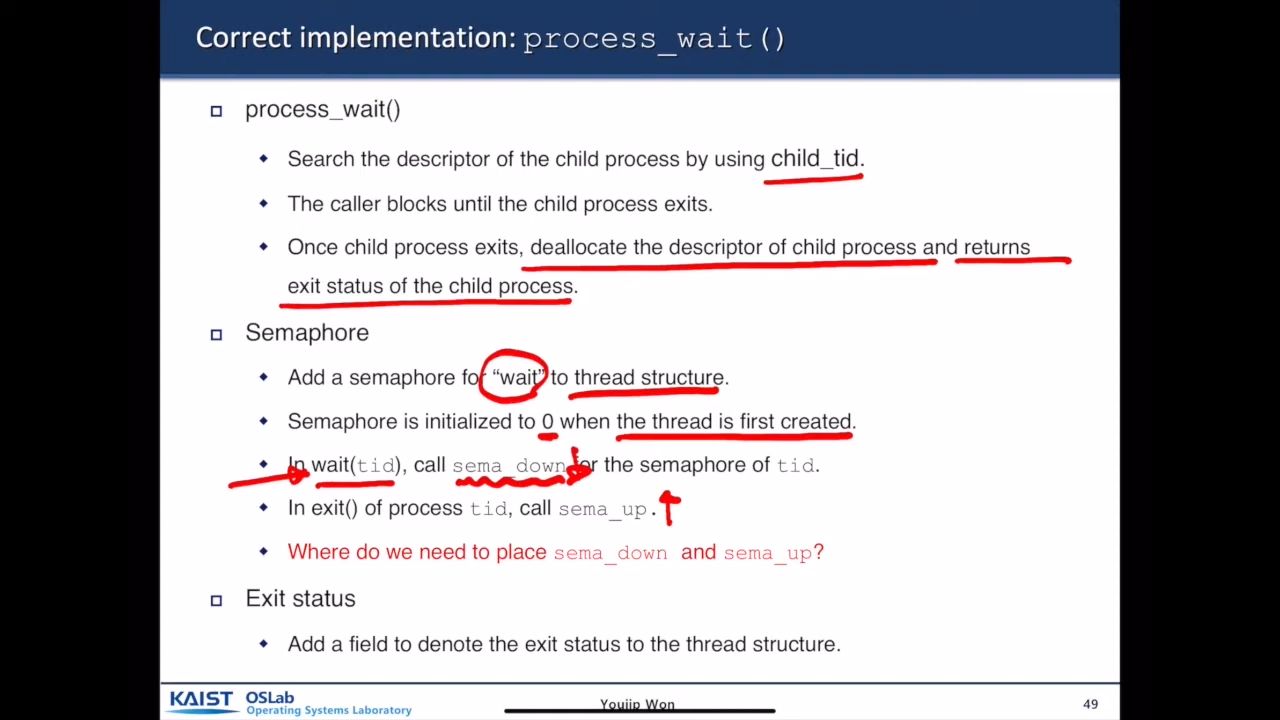 Correct implementation: process_wait()
process_wait()
Search the descriptor of the child process by using child_tid.
The caller blocks until the child process exits.
Once child process exits, deallocate the descriptor of child process and returns
exit status of the child process.
Semaphore
Add a semaphore for “wait” to thread structure.
Semaphore is initialized to 0 when the thread is first created.
In wait(tid), call sema_down for the semaphore of tid.
In exit() of process tid, call sema_up.
Where do we need to place sema_down and sema_up?
Exit status
Add a field to denote the exit status to the thread structure.
KAIST OSLab
Operating Systems Laboratory
Youjip Won
49